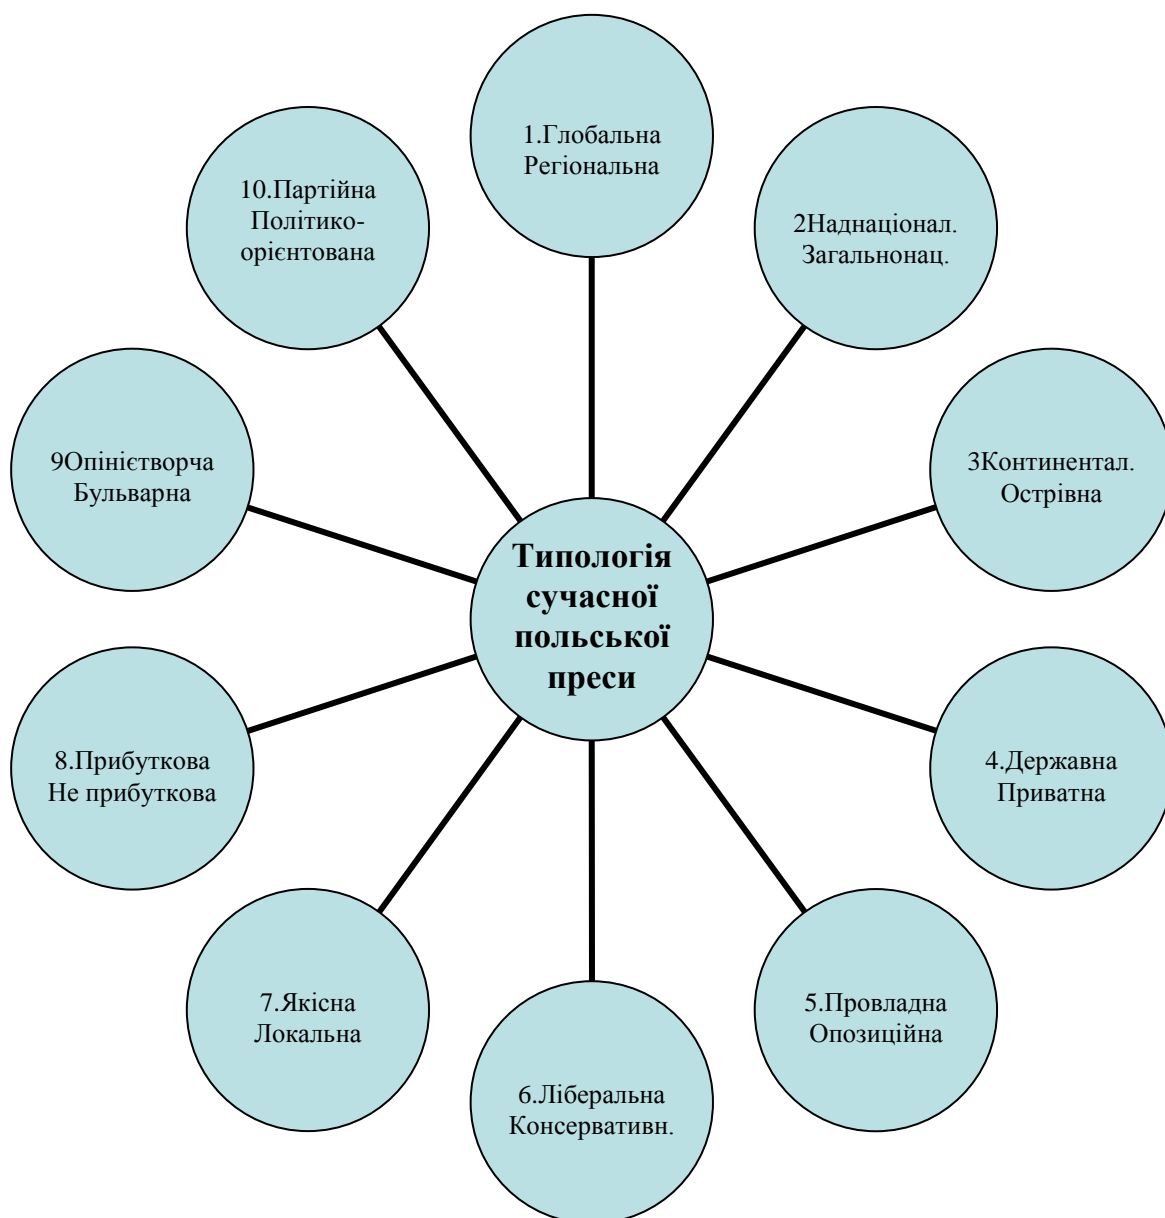 1.Глобальна
Регіональна
2Наднаціонал.
Загальнонац.
3Континентал.
Острівна
4.Державна
Приватна
5.Провладна
Опозиційна
6.Ліберальна
Консервативн.
7.Якісна
Локальна
8.Прибуткова
Не прибуткова
9Опінієтворча
Бульварна
10.Партійна
Політико-
орієнтована
Типологія
сучасної
польської
преси